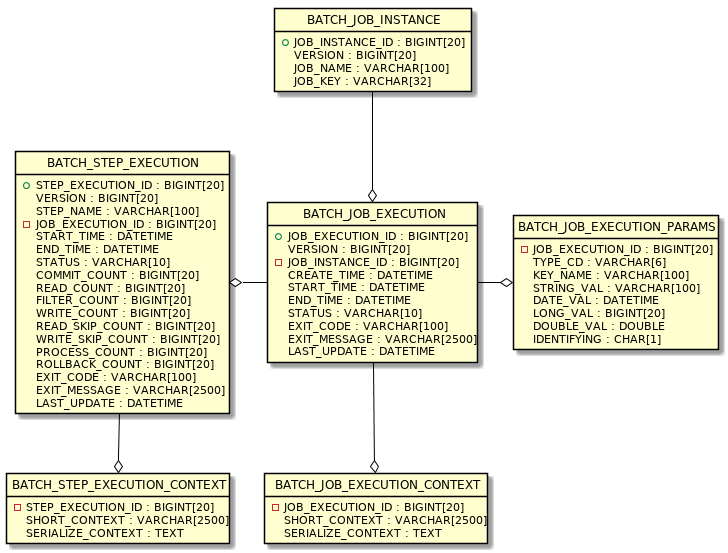 BATCH_JOB_INSTANCE
JOB_INSTANCE_ID : BIGINT[20]
VERSION : BIGINT[20]
JOB_NAME : VARCHAR[100]
JOB_KEY : VARCHAR[32]
BATCH_STEP_EXECUTION
STEP_EXECUTION_ID : BIGINT[20]
VERSION : BIGINT[20]
STEP_NAME : VARCHAR[100]
JOB_EXECUTION_ID : BIGINT[20]
START_TIME : DATETIME
END_TIME : DATETIME
STATUS : VARCHAR[10]
COMMIT_COUNT : BIGINT[20]
READ_COUNT : BIGINT[20]
FILTER_COUNT : BIGINT[20]
WRITE_COUNT : BIGINT[20]
READ_SKIP_COUNT : BIGINT[20]
WRITE_SKIP_COUNT : BIGINT[20]
PROCESS_COUNT : BIGINT[20]
ROLLBACK_COUNT : BIGINT[20]
EXIT_CODE : VARCHAR[100]
EXIT_MESSAGE : VARCHAR[2500]
LAST_UPDATE : DATETIME
BATCH_JOB_EXECUTION
JOB_EXECUTION_ID : BIGINT[20]
VERSION : BIGINT[20]
JOB_INSTANCE_ID : BIGINT[20]
CREATE_TIME : DATETIME
START_TIME : DATETIME
END_TIME : DATETIME
STATUS : VARCHAR[10]
EXIT_CODE : VARCHAR[100]
EXIT_MESSAGE : VARCHAR[2500]
LAST_UPDATE : DATETIME
BATCH_JOB_EXECUTION_PARAMS
JOB_EXECUTION_ID : BIGINT[20]
TYPE_CD : VARCHAR[6]
KEY_NAME : VARCHAR[100]
STRING_VAL : VARCHAR[100]
DATE_VAL : DATETIME
LONG_VAL : BIGINT[20]
DOUBLE_VAL : DOUBLE
IDENTIFYING : CHAR[1]
BATCH_STEP_EXECUTION_CONTEXT
STEP_EXECUTION_ID : BIGINT[20]
SHORT_CONTEXT : VARCHAR[2500]
SERIALIZE_CONTEXT : TEXT
BATCH_JOB_EXECUTION_CONTEXT
JOB_EXECUTION_ID : BIGINT[20]
SHORT_CONTEXT : VARCHAR[2500]
SERIALIZE_CONTEXT : TEXT